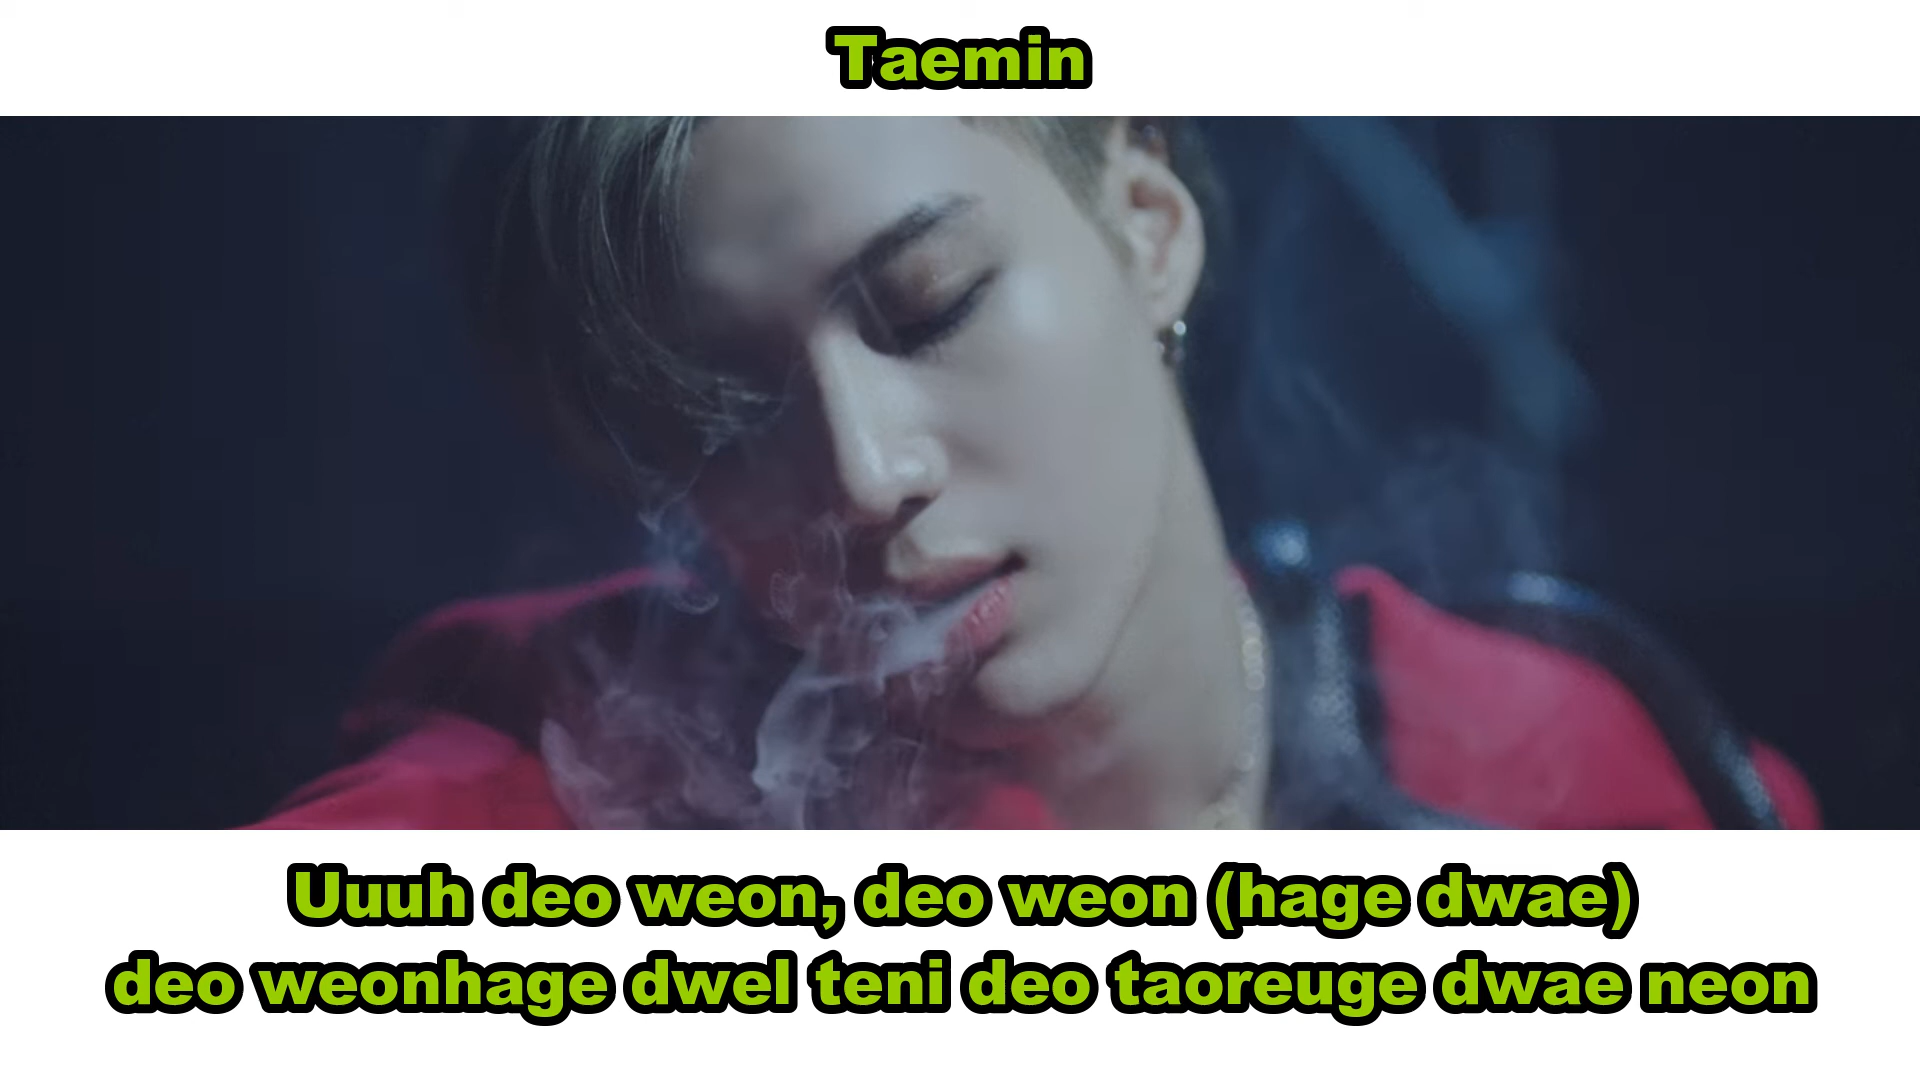 Taemin
Uuuh deo weon, deo weon (hage dwae)
deo weonhage dwel teni deo taoreuge dwae neon